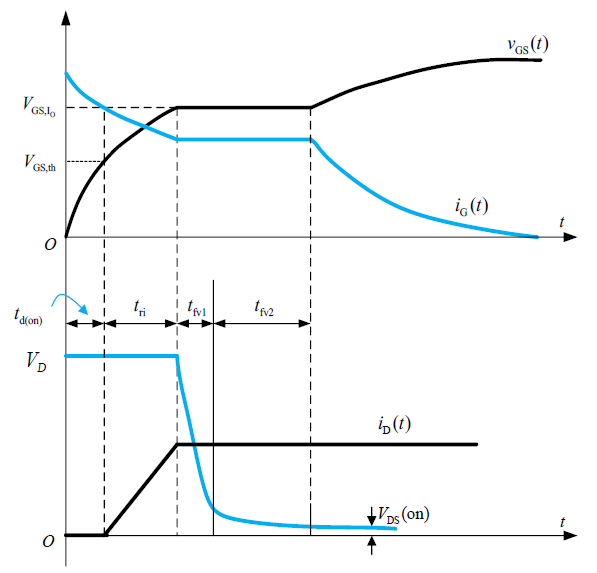 v_GS(t)
V_GS,I_O
V_GS,th
i_G(t)
t
O
t_d(on) t_ri t_fv1 t_fv2
V_D
i_D(t)
V_DS(on)
t
O